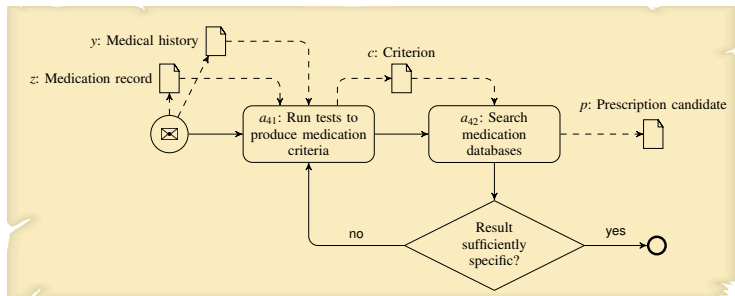 y: Medical history
c: Criterion
z: Medication record
p: Prescription candidate
a41: Run tests to
produce medication
criteria
a42: Search
medication
databases
no
Result
sufficiently
specific?
yes